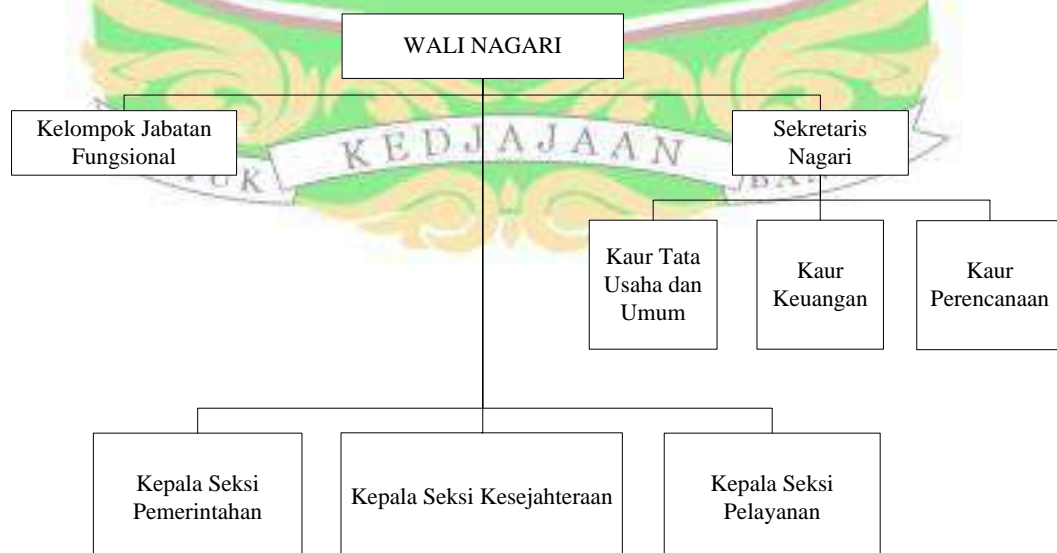 WALI NAGARI
Kelompok Jabatan
Fungsional
Sekretaris
Nagari
KEDJAJAAN
Kaur Tata
Usaha dan
Umum
Kaur
Keuangan
Kaur
Perencanaan
Kepala Seksi
Pemerintahan
Kepala Seksi Kesejahteraan
Kepala Seksi
Pelayanan